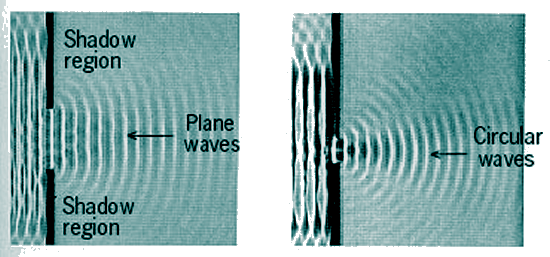 Shadow
region
Plane
waves
Shadow
region
Circular
waves